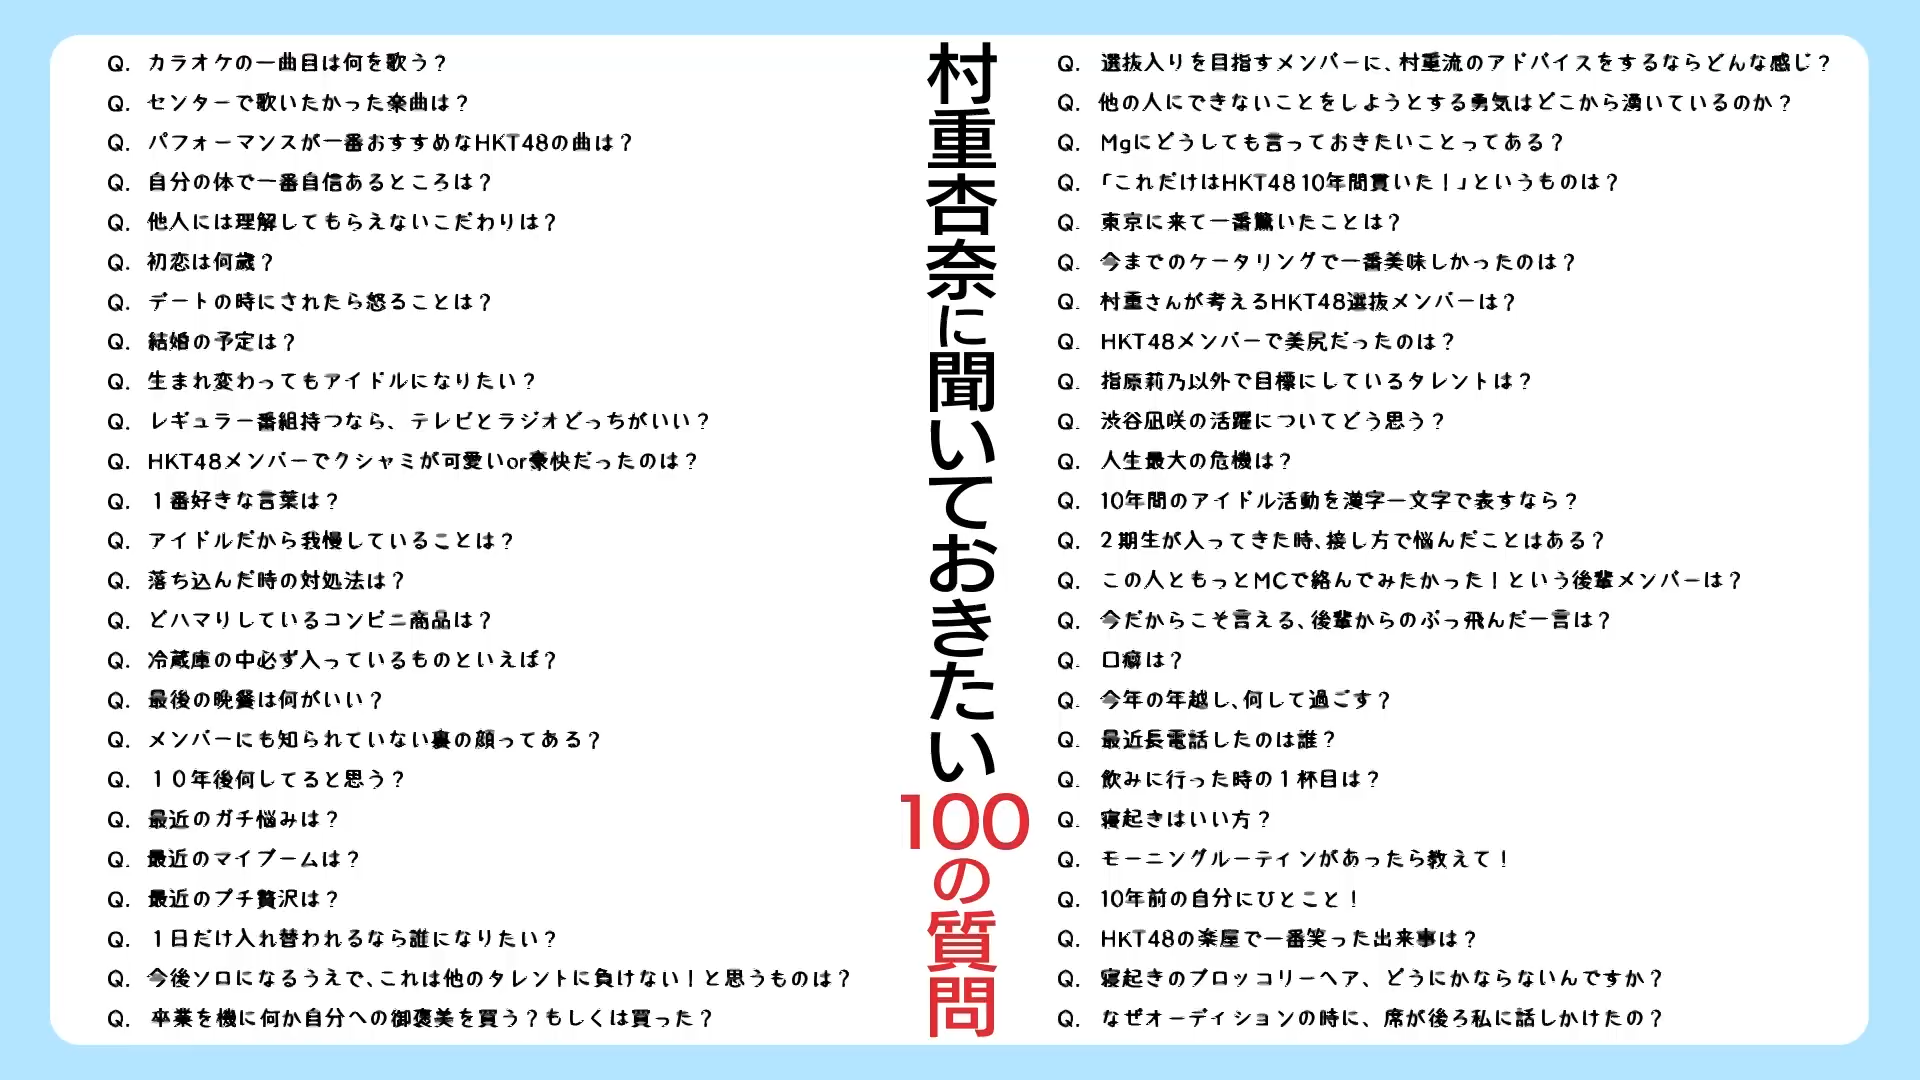 Q. カラオケの一曲目は何を歌う？
Q. センターで歌いたかった楽曲は？
Q. パフォーマンスが一番おすすめなHKT48の曲は？
Q. 自分の体で一番自信あるところは？
Q. 他人には理解してもらえないこだわりは？
Q. 初恋は何歳？
Q. デートの時にされたら怒ることは？
Q. 結婚の予定は？
Q. 生まれ変わってもアイドルになりたい？
Q. レギュラー番組持つなら、テレビとラジオどっちがいい？
Q. HKT48メンバーでクシャミが可愛いor豪快だったのは？
Q. １番好きな言葉は？
Q. アイドルだから我慢していることは？
Q. 落ち込んだ時の対処法は？
Q. どハマりしているコンビニ商品は？
Q. 冷蔵庫の中必ず入っているものといえば？
Q. 最後の晩餐は何がいい？
Q. メンバーにも知られていない裏の顔ってある？
Q. １０年後何してると思う？
Q. 最近のガチ悩みは？
Q. 最近のマイブームは？
Q. 最近のプチ贅沢は？
Q. １日だけ入れ替われるなら誰になりたい？
Q. 今後ソロになるうえで、これは他のタレントに負けない！と思うものは？
Q. 卒業を機に何か自分への御褒美を買う？もしくは買った？
村重杏奈に聞いておきたい100の質問
Q. 選抜入りを目指すメンバーに、村重流のアドバイスをするならどんな感じ？
Q. 他の人にできないことをしようとする勇気はどこから湧いているのか？
Q. Mgにどうしても言っておきたいことってある？
Q. 「これだけはHKT48 10年間貫いた！」というものは？
Q. 東京に来て一番驚いたことは？
Q. 今までのケータリングで一番美味しかったのは？
Q. 村重さんが考えるHKT48選抜メンバーは？
Q. HKT48メンバーで美尻だったのは？
Q. 指原莉乃以外で目標にしているタレントは？
Q. 渋谷凪咲の活躍についてどう思う？
Q. 人生最大の危機は？
Q. 10年間のアイドル活動を漢字一文字で表すなら？
Q. ２期生が入ってきた時、接し方で悩んだことはある？
Q. この人ともっとMCで絡んでみたかった！という後輩メンバーは？
Q. 今だからこそ言える、後輩からのぶっ飛んだ一言は？
Q. 口癖は？
Q. 今年の年越し、何して過ごす？
Q. 最近長電話したのは誰？
Q. 飲みに行った時の１杯目は？
Q. 寝起きはいい方？
Q. モーニングルーティンがあったら教えて！
Q. 10年前の自分にひとこと！
Q. HKT48の楽屋で一番笑った出来事は？
Q. 寝起きのブロッコリーヘア、どうにかならないんですか？
Q. なぜオーディションの時に、席が後ろ私に話しかけたの？